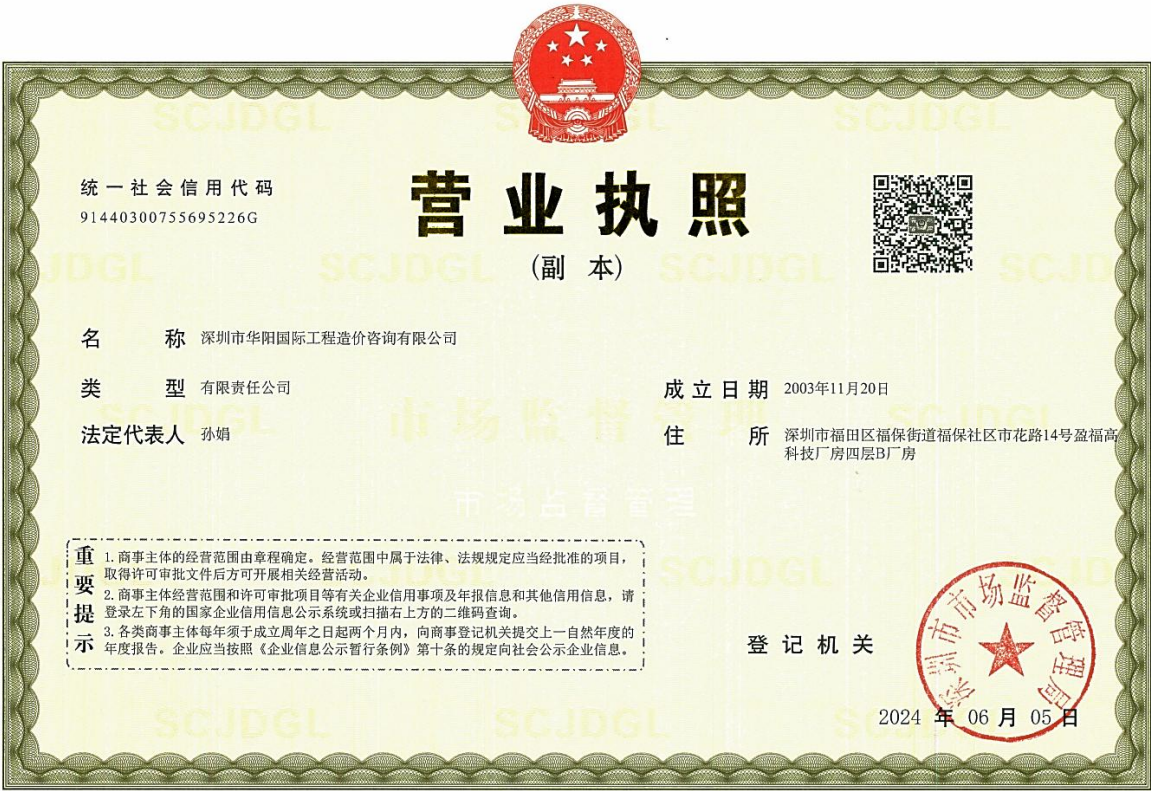 统一社会信用代码
91440300755695226G
营业执照
(副 本)
名 称 深圳市华阳国际工程造价咨询有限公司
类 型 有限责任公司
法定代表人 孙娟
成立日期 2003年11月20日
住 所 深圳市福田区福保街道福保社区市花路14号盈福高
科技厂房四层B厂房
重要提示
1.商事主体的经营范围由章程确定。经营范围中属于法律、法规规定应当经批准的项目，
取得许可审批文件后方可开展相关经营活动。
2.商事主体经营范围和许可审批项目等有关企业信用事项及年报信息和其他信用信息，请
登录左下角的国家企业信用信息公示系统或扫描右上方的二维码查询。
3.各类商事主体每年须于成立周年之日起两个月内，向商事登记机关提交上一自然年度的
年度报告。企业应当按照《企业信息公示暂行条例》第十条的规定向社会公示企业信息。
登记机关
深圳市市场监督管理局
2024 年 06 月 05 日
SCJDGL
市场监督管理
市场监督管理